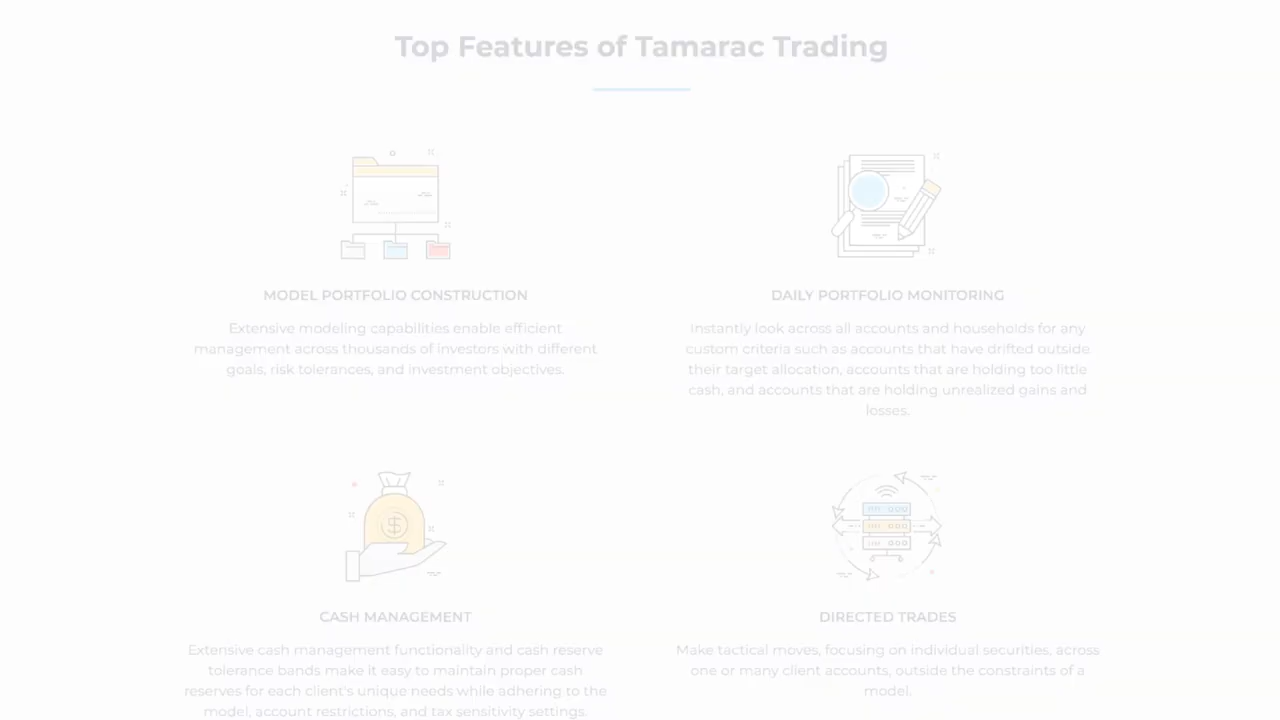 Top Features of Tamarac Trading
MODEL PORTFOLIO CONSTRUCTION
Extensive modeling capabilities enable efficient
management across thousands of investors with different
goals, risk tolerances, and investment objectives.
DAILY PORTFOLIO MONITORING
Instantly look across all accounts and households for any
custom criteria such as accounts that have drifted outside
their target allocation, accounts that are holding too little
cash, and accounts that are holding unrealized gains and
losses.
CASH MANAGEMENT
Extensive cash management functionality and cash reserve
tolerance bands make it easy to maintain proper cash
reserves for each client's unique needs while adhering to the
model, account restrictions, and tax sensitivity settings.
DIRECTED TRADES
Make tactical moves, focusing on individual securities, across
one or many client accounts, outside the constraints of a
model.